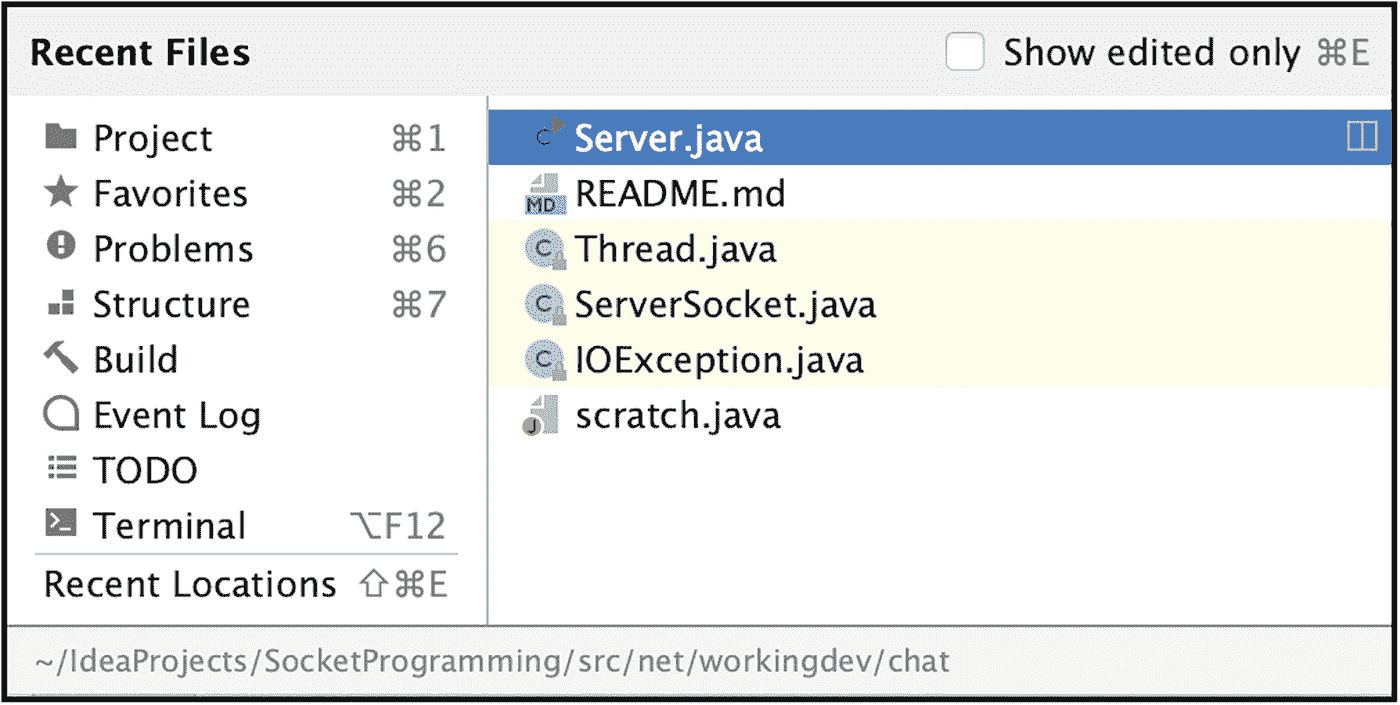 Recent Files
Show edited only ⌘E
Project ⌘1
Favorites ⌘2
Problems ⌘6
Structure ⌘7
Build
Event Log
TODO
Terminal ⌥F12
Recent Locations ⇧⌘E
C Server.java
MD README.md
C Thread.java
C ServerSocket.java
C IOException.java
J scratch.java
~/IdeaProjects/SocketProgramming/src/net/workingdev/chat